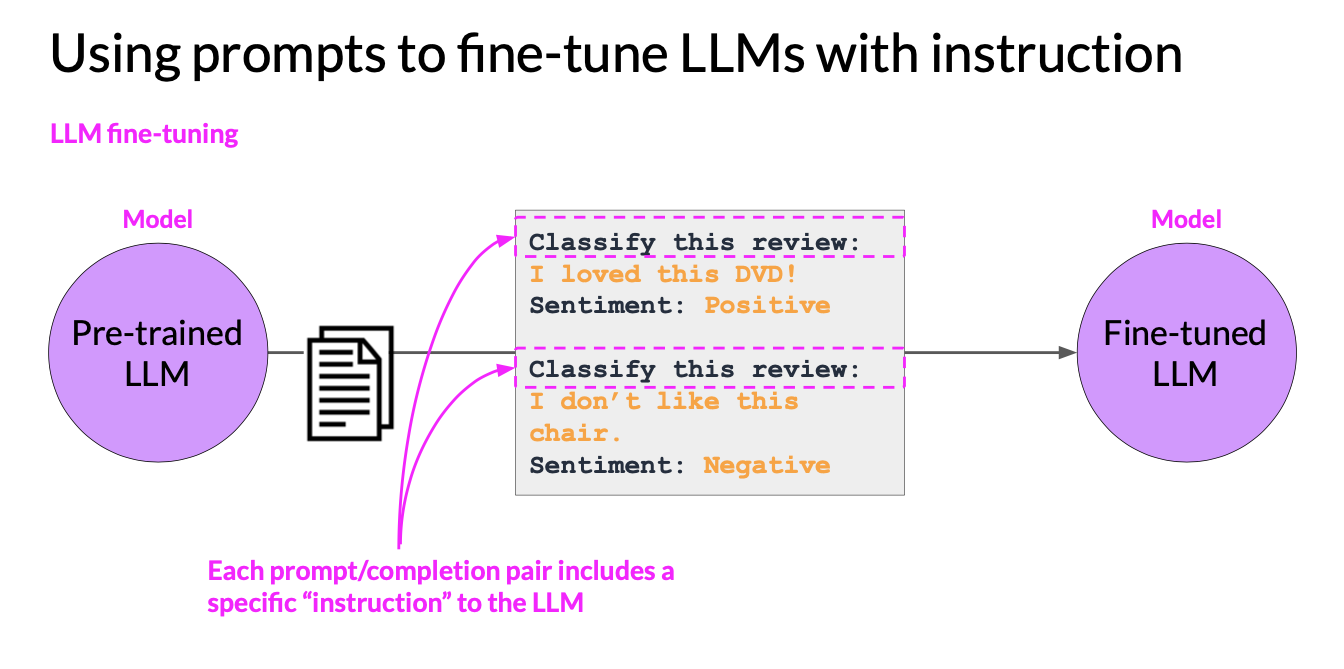 Using prompts to fine-tune LLMs with instruction
LLM fine-tuning
Model
Pre-trained
LLM
Classify this review:
I loved this DVD!
Sentiment: Positive
Classify this review:
I don’t like this
chair.
Sentiment: Negative
Model
Fine-tuned
LLM
Each prompt/completion pair includes a
specific “instruction” to the LLM